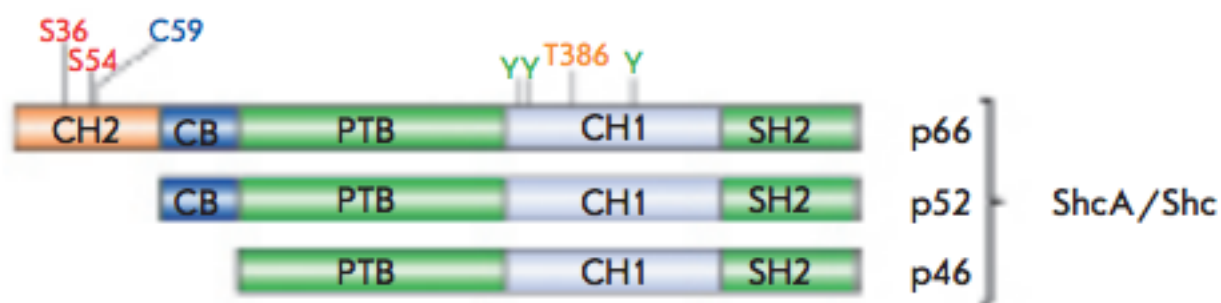 S36 C59
S54
YY T386 Y
CH2 CB PTB CH1 SH2 p66
CB PTB CH1 SH2 p52 ShcA/Shc
PTB CH1 SH2 p46